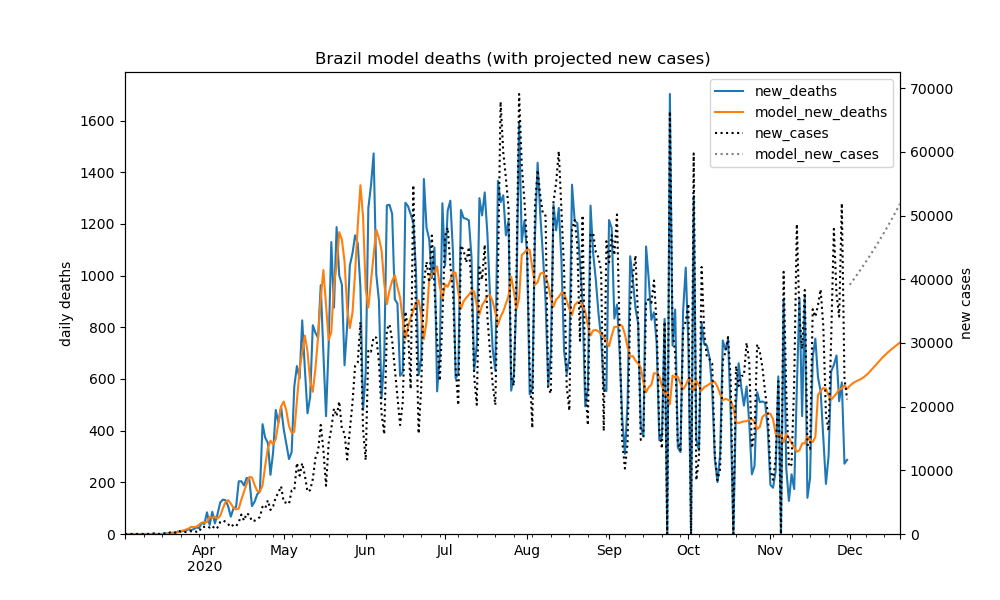 Brazil model deaths (with projected new cases)
new_deaths
model_new_deaths
new_cases
model_new_cases
daily deaths
1600
1400
1200
1000
800
600
400
200
0
70000
60000
50000
40000
30000
20000
10000
0
new cases
Apr May Jun Jul Aug Sep Oct Nov Dec
2020